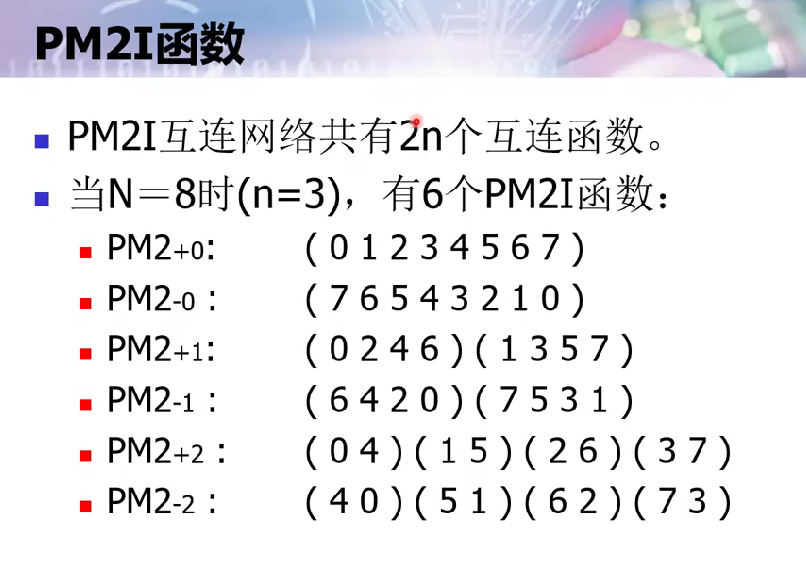 PM2I函数
PM2I互连网络共有2n个互连函数。
当N＝8时(n=3)，有6个PM2I函数：
PM2+0: ( 0 1 2 3 4 5 6 7 )
PM2-0 : ( 7 6 5 4 3 2 1 0 )
PM2+1: ( 0 2 4 6 ) ( 1 3 5 7 )
PM2-1 : ( 6 4 2 0 ) ( 7 5 3 1 )
PM2+2 : ( 0 4 ) ( 1 5 ) ( 2 6 ) ( 3 7 )
PM2-2 : ( 4 0 ) ( 5 1 ) ( 6 2 ) ( 7 3 )